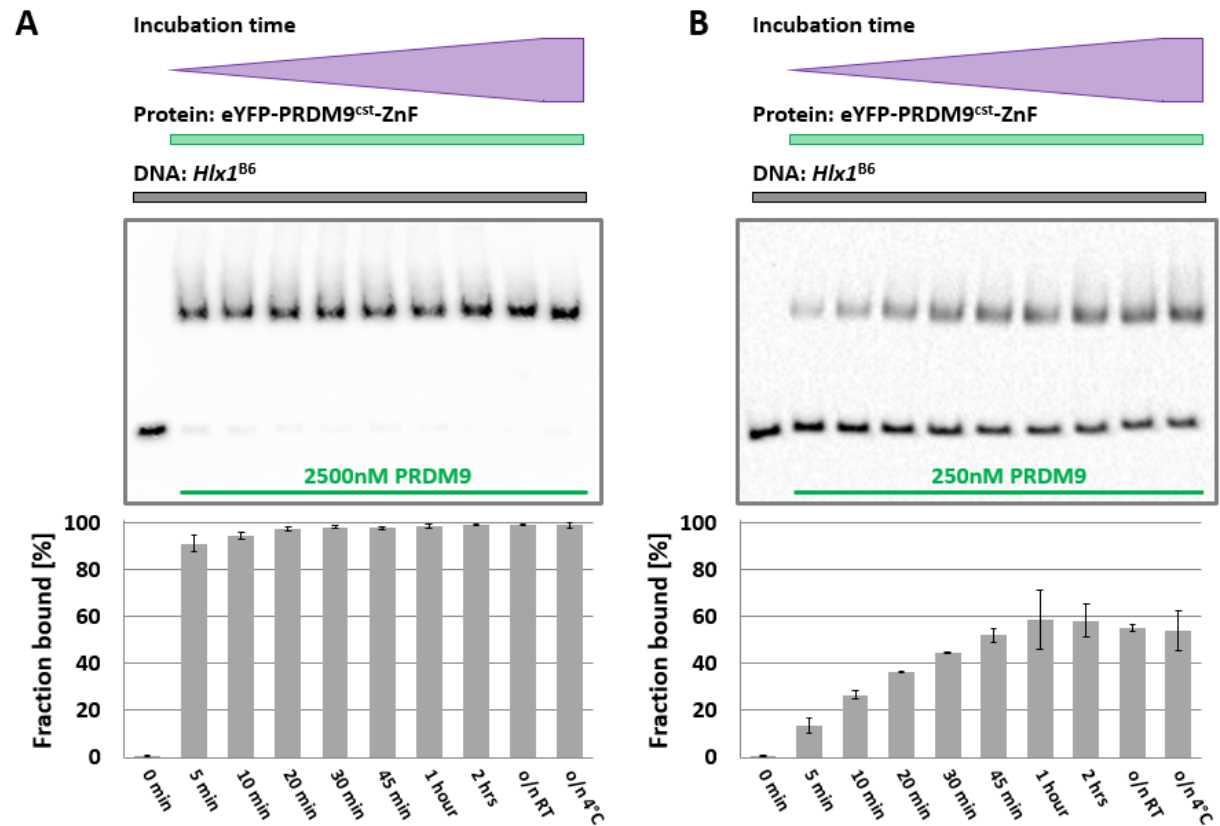 A
Incubation time
Protein: eYFP-PRDM9ᶜˢᵗ-ZnF
DNA: Hlx1ᴮ⁶
2500nM PRDM9
Fraction bound [%]
100
80
60
40
20
0
0 min
5 min
10 min
20 min
30 min
45 min
1 hour
2 hrs
o/n RT
o/n 4°C
B
Incubation time
Protein: eYFP-PRDM9ᶜˢᵗ-ZnF
DNA: Hlx1ᴮ⁶
250nM PRDM9
Fraction bound [%]
100
80
60
40
20
0
0 min
5 min
10 min
20 min
30 min
45 min
1 hour
2 hrs
o/n RT
o/n 4°C